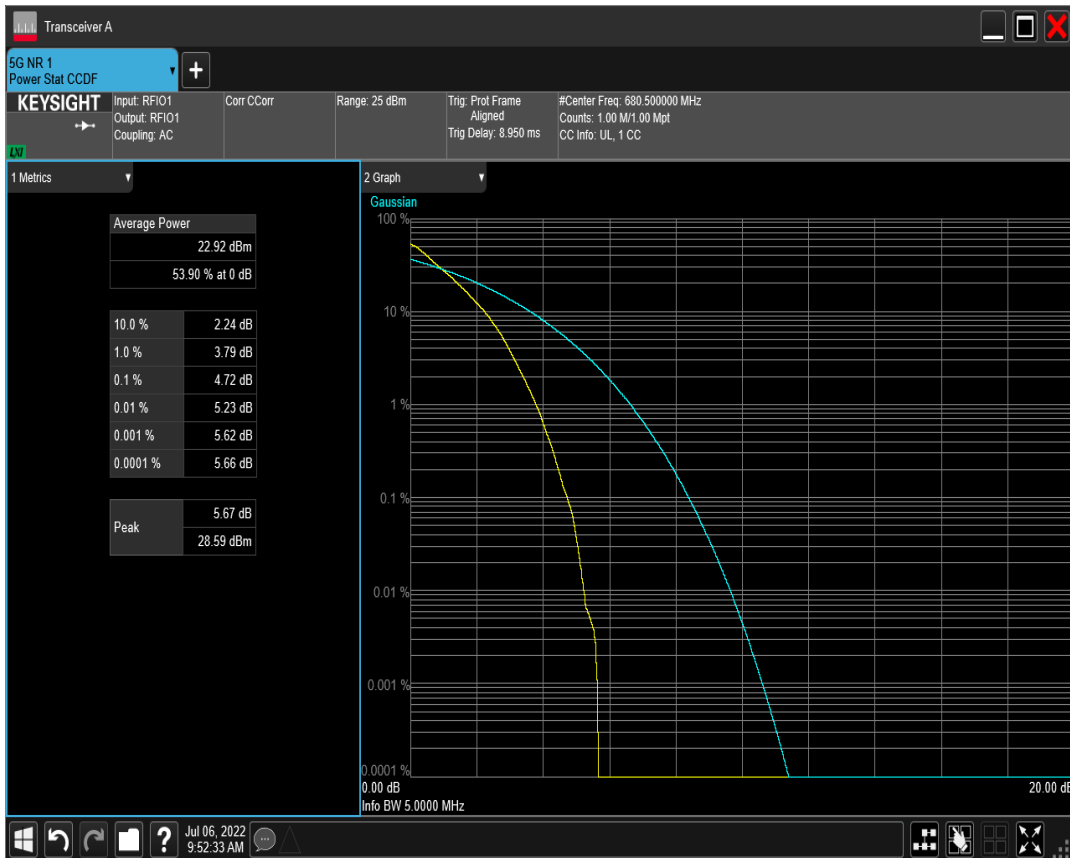 Transceiver A
5G NR 1
Power Stat CCDF
+
KEYSIGHT
LXI
Input: RFIO1
Output: RFIO1
Coupling: AC
Corr CCorr
Range: 25 dBm
Trig: Prot Frame
Aligned
Trig Delay: 8.950 ms
#Center Freq: 680.500000 MHz
Counts: 1.00 M/1.00 Mpt
CC Info: UL, 1 CC
1 Metrics
Average Power
22.92 dBm
53.90 % at 0 dB
10.0 % 2.24 dB
1.0 % 3.79 dB
0.1 % 4.72 dB
0.01 % 5.23 dB
0.001 % 5.62 dB
0.0001 % 5.66 dB
Peak 5.67 dB
28.59 dBm
2 Graph
Gaussian
100 %
10 %
1 %
0.1 %
0.01 %
0.001 %
0.0001 %
0.00 dB 20.00 dB
Info BW 5.0000 MHz
? Jul 06, 2022
9:52:33 AM